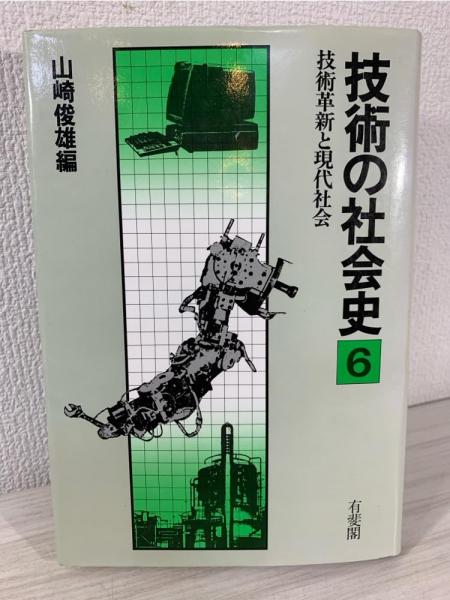 技術の社会史
6
技術革新と現代社会
山崎俊雄編
有斐閣